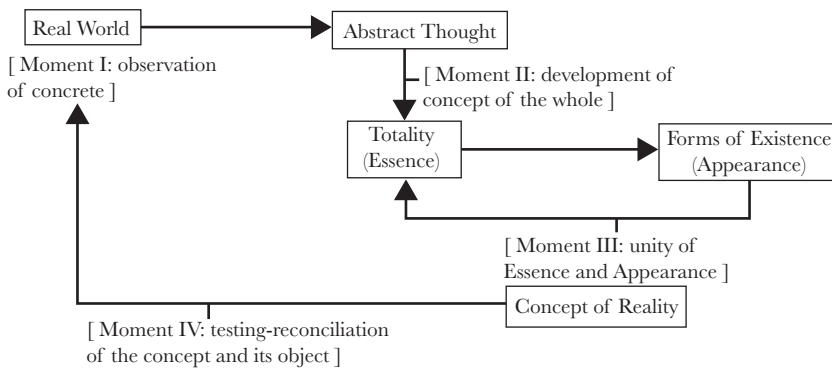 Real World
Abstract Thought
[ Moment I: observation
of concrete ]
[ Moment II: development of
concept of the whole ]
Totality
(Essence)
Forms of Existence
(Appearance)
[ Moment III: unity of
Essence and Appearance ]
Concept of Reality
[ Moment IV: testing-reconciliation
of the concept and its object ]